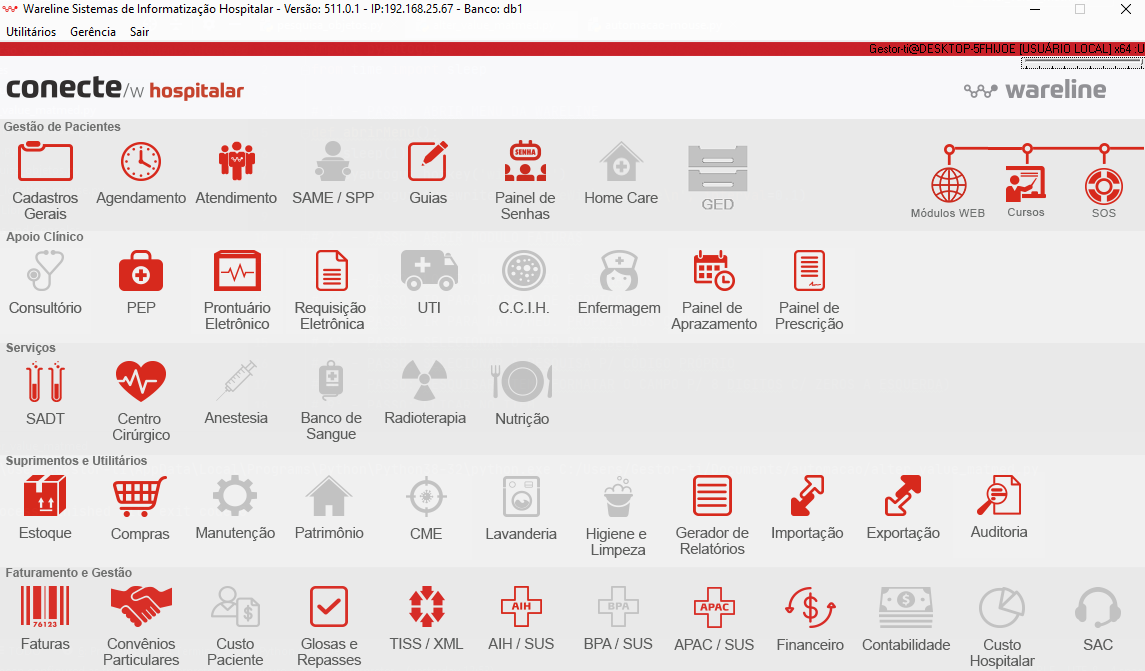 Wareline Sistemas de Informatização Hospitalar - Versão: 511.0.1 - IP:192.168.25.67 - Banco: db1
Utilitários Gerência Sair
Gestor-ti@DESKTOP-5FHIJOE [USUÁRIO LOCAL] x64 :U
conecte/w hospitalar
wareline
Gestão de Pacientes
Cadastros Gerais
Agendamento
Atendimento
SAME / SPP
Guias
SENHA
Painel de Senhas
Home Care
GED
Módulos WEB
Cursos
SOS
Apoio Clínico
Consultório
PEP
Prontuário Eletrônico
Requisição Eletrônica
UTI
C.C.I.H.
Enfermagem
Painel de Aprazamento
Painel de Prescrição
Serviços
SADT
Centro Cirúrgico
Anestesia
Banco de Sangue
Radioterapia
Nutrição
Suprimentos e Utilitários
Estoque
Compras
Manutenção
Patrimônio
CME
Lavanderia
Higiene e Limpeza
Gerador de Relatórios
Importação
Exportação
Auditoria
Faturamento e Gestão
76123
Faturas
Convênios Particulares
Custo Paciente
Glosas e Repasses
TISS / XML
AIH
AIH / SUS
BPA
BPA / SUS
APAC
APAC / SUS
Financeiro
Contabilidade
Custo Hospitalar
SAC